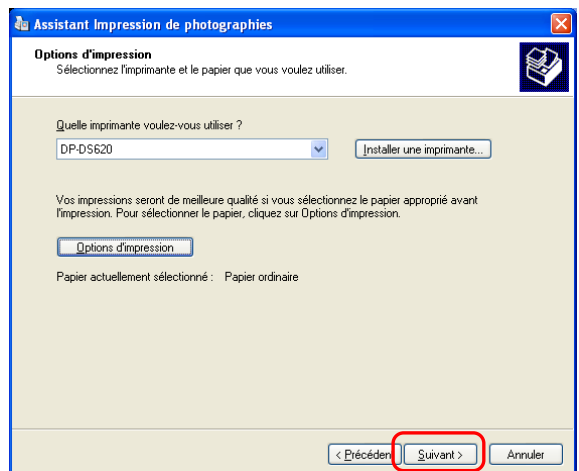 Assistant Impression de photographies
Options d'impression
Sélectionnez l'imprimante et le papier que vous voulez utiliser.
Quelle imprimante voulez-vous utiliser ?
DP-DS620
Installer une imprimante...
Vos impressions seront de meilleure qualité si vous sélectionnez le papier approprié avant
l'impression. Pour sélectionner le papier, cliquez sur Options d'impression.
Options d'impression
Papier actuellement sélectionné : Papier ordinaire
< Précéden
Suivant >
Annuler